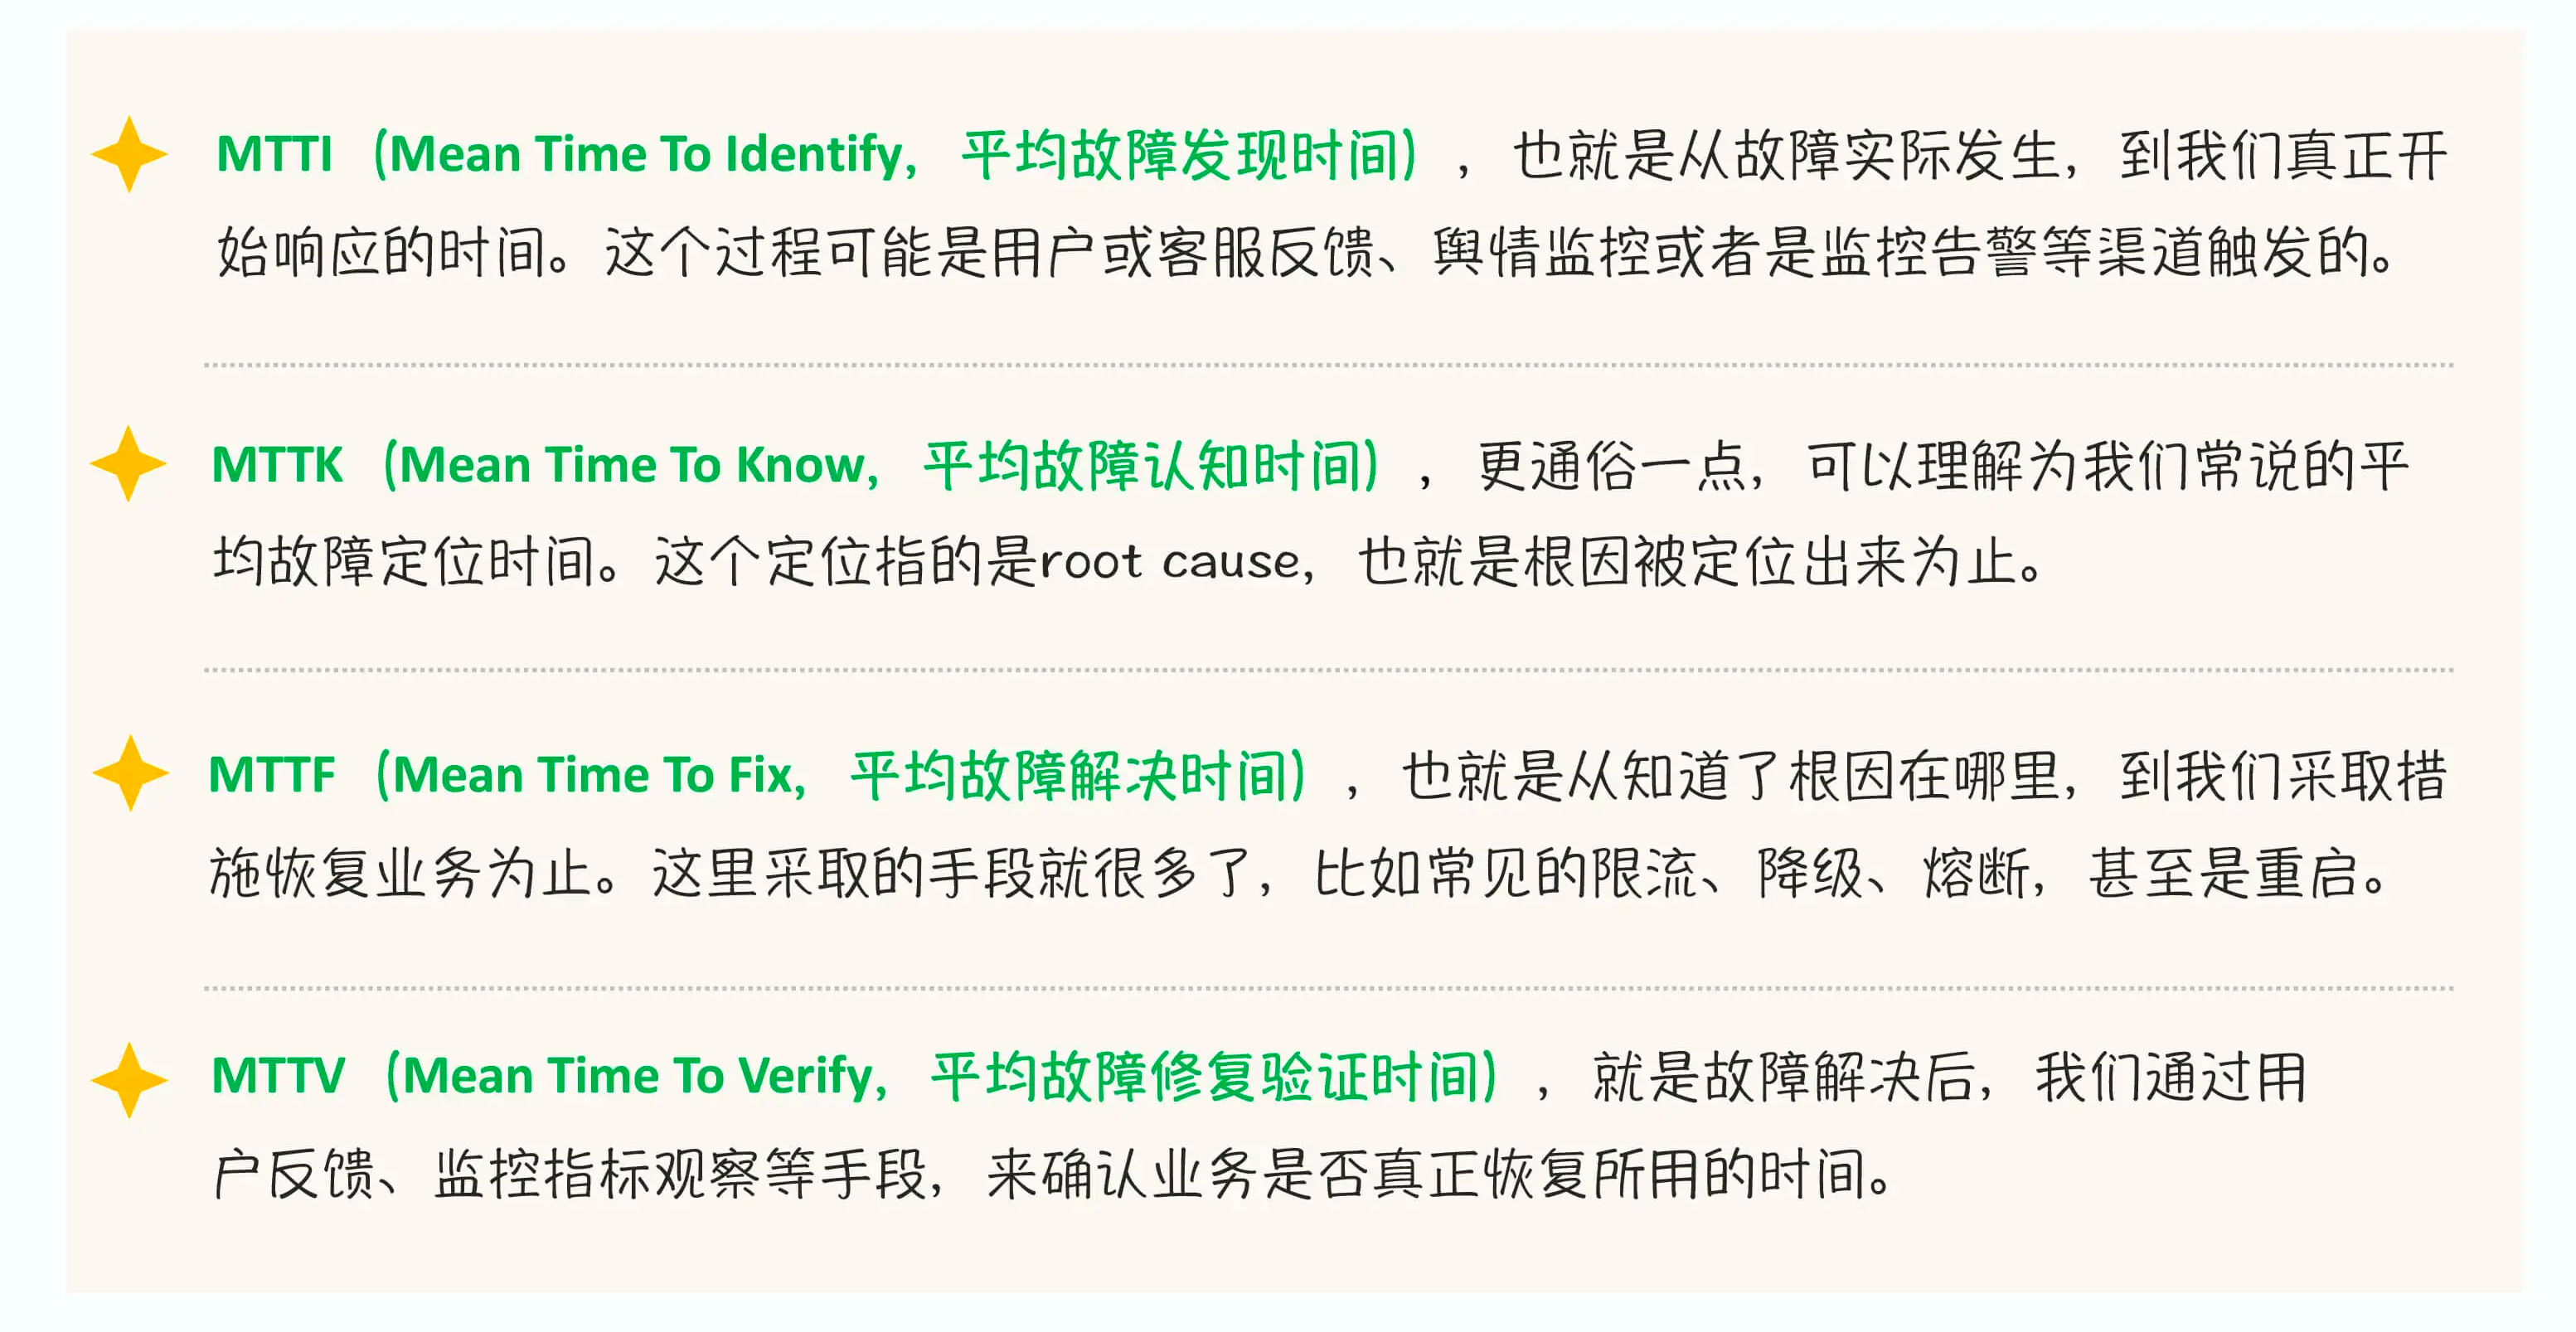 MTTI（Mean Time To Identify，平均故障发现时间），也就是从故障实际发生，到我们真正开
始响应的时间。这个过程可能是用户或客服反馈、舆情监控或者是监控告警等渠道触发的。
MTTK（Mean Time To Know，平均故障认知时间），更通俗一点，可以理解为我们常说的平
均故障定位时间。这个定位指的是root cause，也就是根因被定位出来为止。
MTTF（Mean Time To Fix，平均故障解决时间），也就是从知道了根因在哪里，到我们采取措
施恢复业务为止。这里采取的手段就很多了，比如常见的限流、降级、熔断，甚至是重启。
MTTV（Mean Time To Verify，平均故障修复验证时间），就是故障解决后，我们通过用
户反馈、监控指标观察等手段，来确认业务是否真正恢复所用的时间。